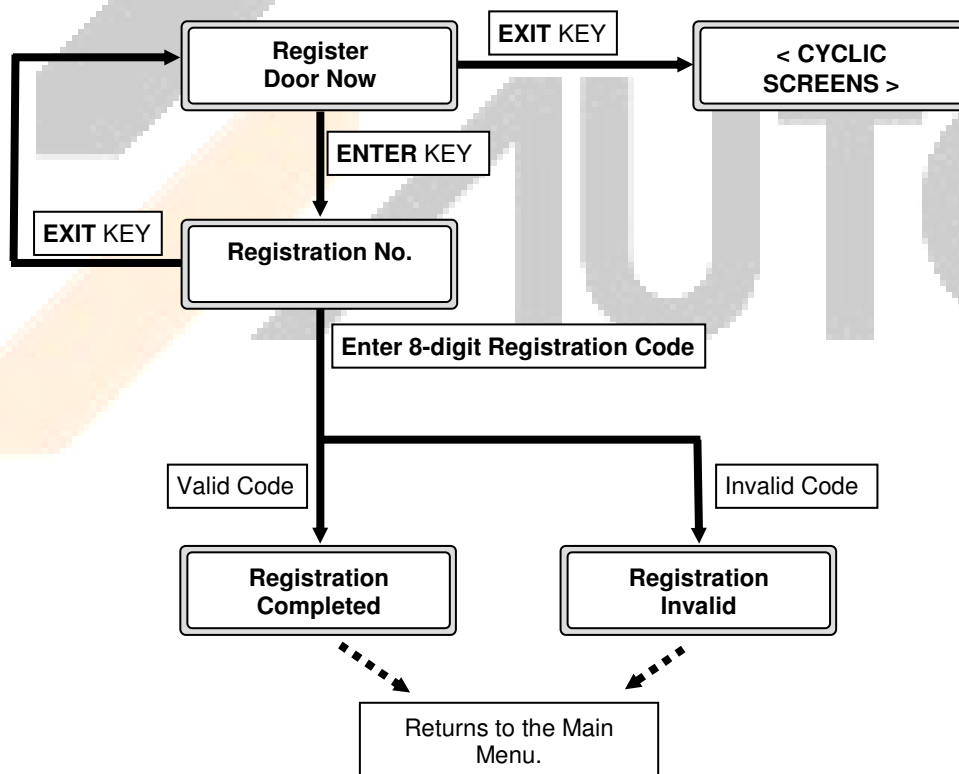 EXIT KEY
Register
Door Now
< CYCLIC
SCREENS >
ENTER KEY
EXIT KEY
Registration No.
Enter 8-digit Registration Code
Valid Code
Invalid Code
Registration
Completed
Registration
Invalid
Returns to the Main
Menu.